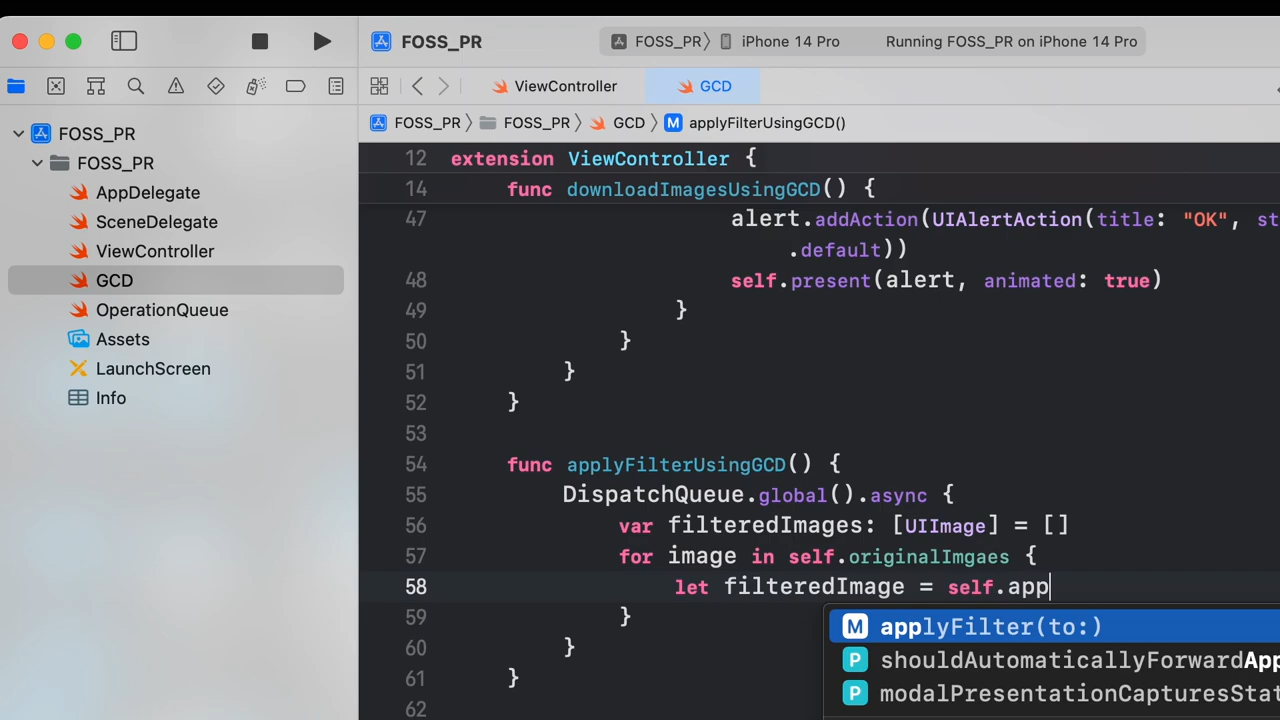 FOSS_PR
FOSS_PR
iPhone 14 Pro
Running FOSS_PR on iPhone 14 Pro
ViewController
GCD
FOSS_PR
FOSS_PR
GCD
M
applyFilterUsingGCD()
FOSS_PR
FOSS_PR
AppDelegate
SceneDelegate
ViewController
GCD
OperationQueue
Assets
LaunchScreen
Info
12 extension ViewController {
14 func downloadImagesUsingGCD() {
47 alert.addAction(UIAlertAction(title: "OK", st
.default))
48 self.present(alert, animated: true)
49 }
50 }
51 }
52 }
53
54 func applyFilterUsingGCD() {
55 DispatchQueue.global().async {
56 var filteredImages: [UIImage] = []
57 for image in self.originalImgaes {
58 let filteredImage = self.app
59 }
60 }
61 }
62
M applyFilter(to:)
P shouldAutomaticallyForwardApp
P modalPresentationCapturesStat